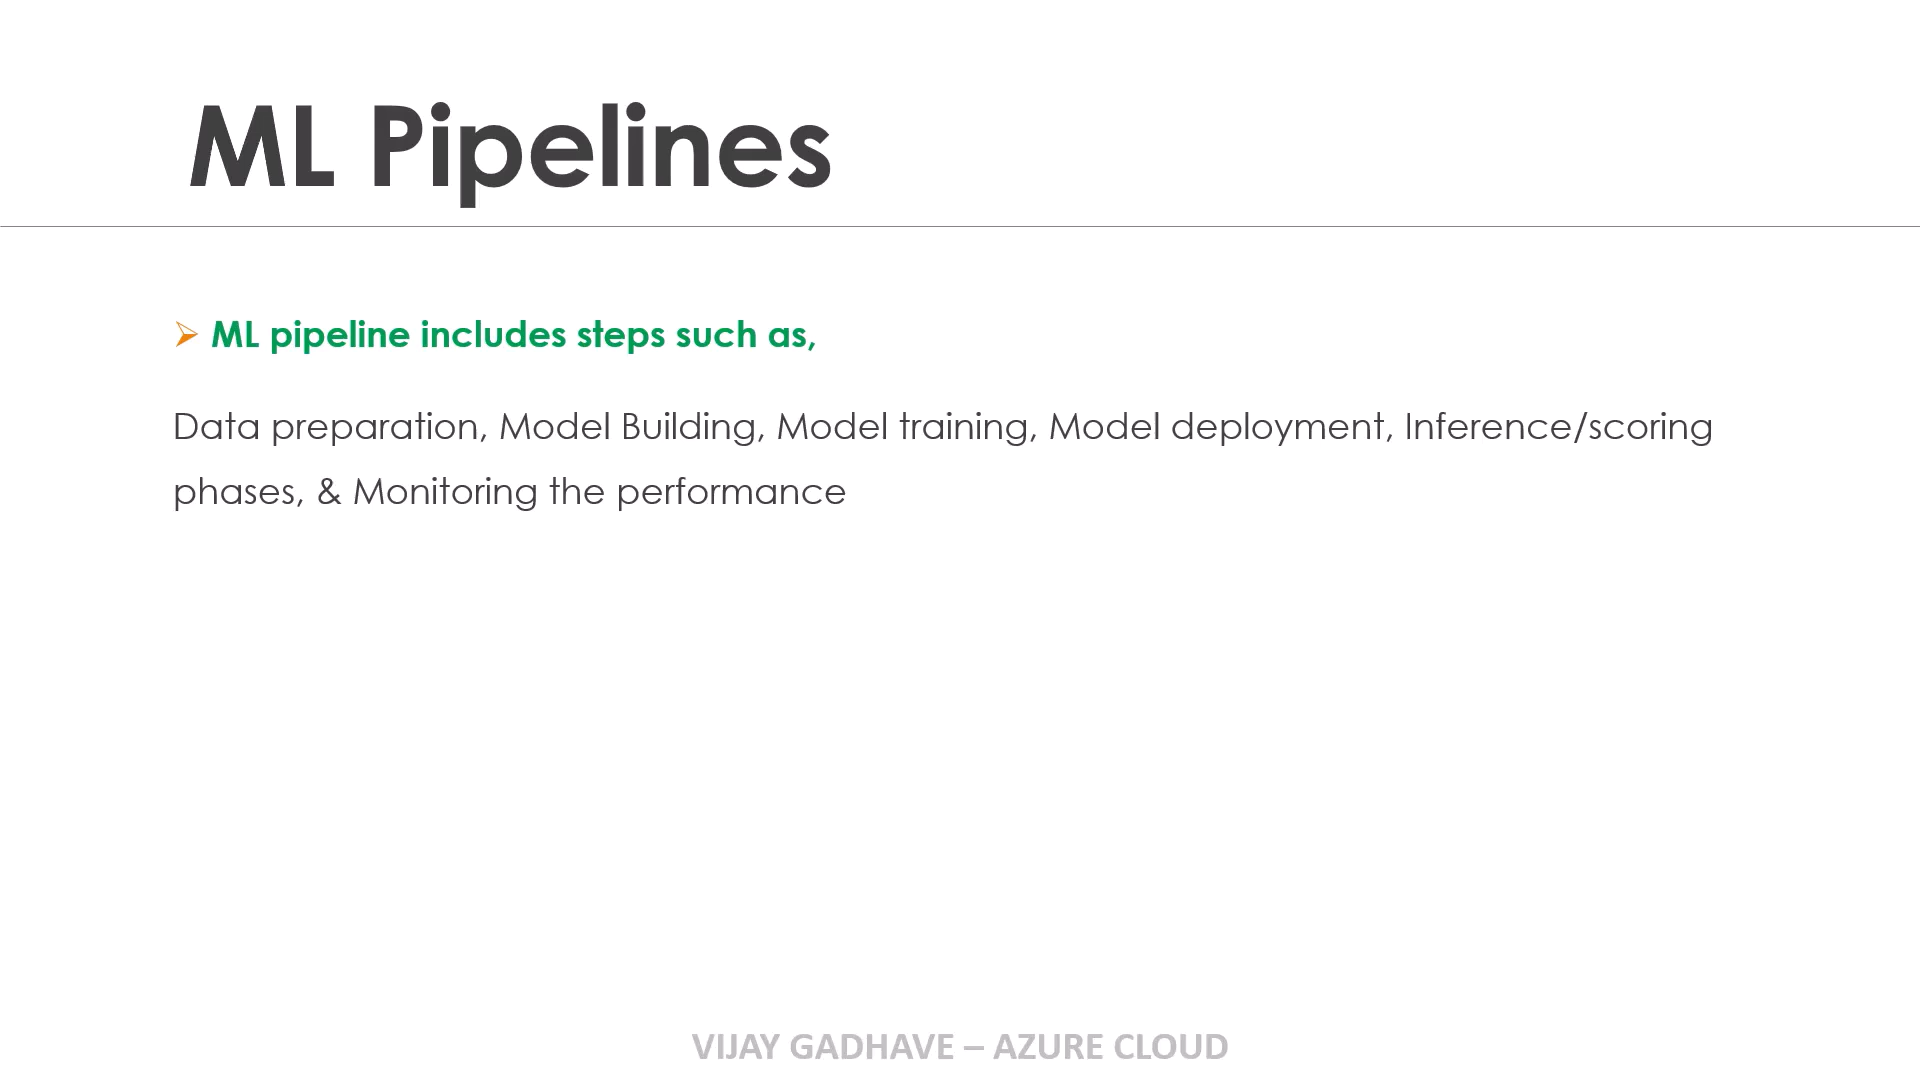 ML Pipelines
ML pipeline includes steps such as,
Data preparation, Model Building, Model training, Model deployment, Inference/scoring
phases, & Monitoring the performance
VIJAY GADHAVE – AZURE CLOUD